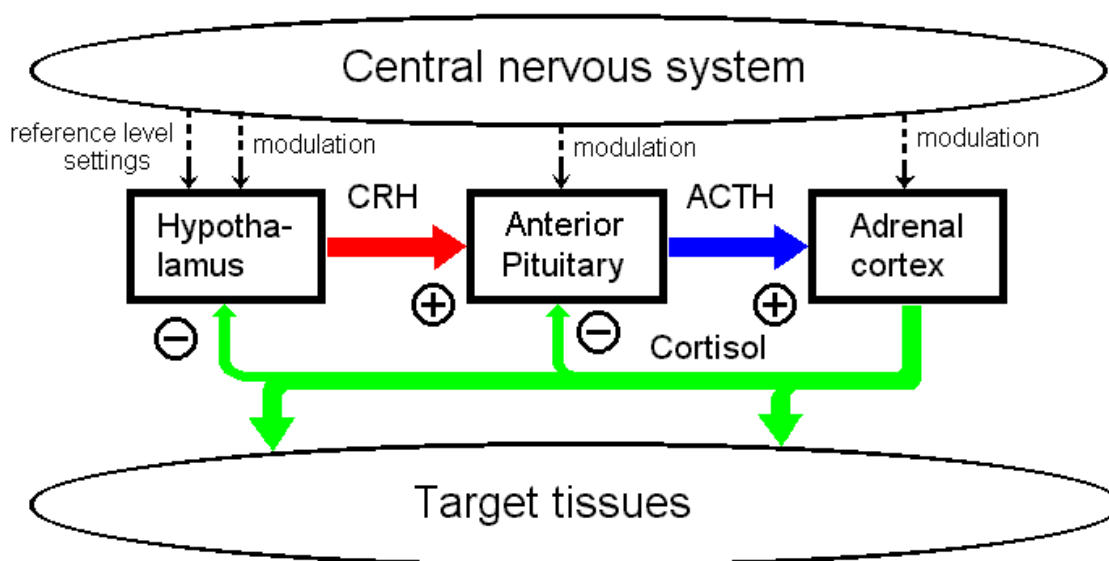 Central nervous system
reference level
settings
modulation
modulation
modulation
CRH
ACTH
Hypotha-
lamus
Anterior
Pituitary
Adrenal
cortex
+
+
−
−
Cortisol
Target tissues